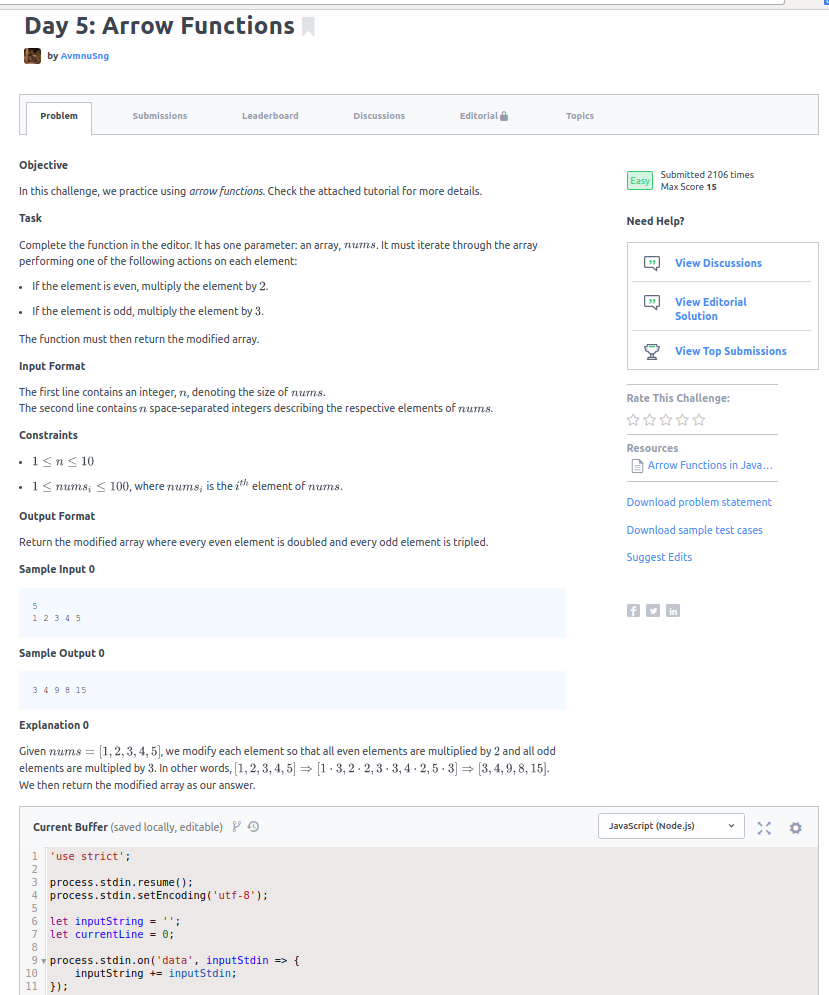 Day 5: Arrow Functions
by AvmnuSng
Problem Submissions Leaderboard Discussions Editorial Topics
Objective
In this challenge, we practice using arrow functions. Check the attached tutorial for more details.
Task
Complete the function in the editor. It has one parameter: an array, nums. It must iterate through the array
performing one of the following actions on each element:
• If the element is even, multiply the element by 2.
• If the element is odd, multiply the element by 3.
The function must then return the modified array.
Input Format
The first line contains an integer, n, denoting the size of nums.
The second line contains n space-separated integers describing the respective elements of nums.
Constraints
• 1 ≤ n ≤ 10
• 1 ≤ numsᵢ ≤ 100, where numsᵢ is the iᵗʰ element of nums.
Output Format
Return the modified array where every even element is doubled and every odd element is tripled.
Sample Input 0
5
1 2 3 4 5
Sample Output 0
3 4 9 8 15
Explanation 0
Given nums = [1, 2, 3, 4, 5], we modify each element so that all even elements are multiplied by 2 and all odd
elements are multipled by 3. In other words, [1, 2, 3, 4, 5] ⇒ [1 · 3, 2 · 2, 3 · 3, 4 · 2, 5 · 3] ⇒ [3, 4, 9, 8, 15].
We then return the modified array as our answer.
Easy
Submitted 2106 times
Max Score 15
Need Help?
View Discussions
View Editorial
Solution
View Top Submissions
Rate This Challenge:
Resources
Arrow Functions in Java...
Download problem statement
Download sample test cases
Suggest Edits
Current Buffer (saved locally, editable)
JavaScript (Node.js)
1 'use strict';
2
3 process.stdin.resume();
4 process.stdin.setEncoding('utf-8');
5
6 let inputString = '';
7 let currentLine = 0;
8
9 process.stdin.on('data', inputStdin => {
10     inputString += inputStdin;
11 });